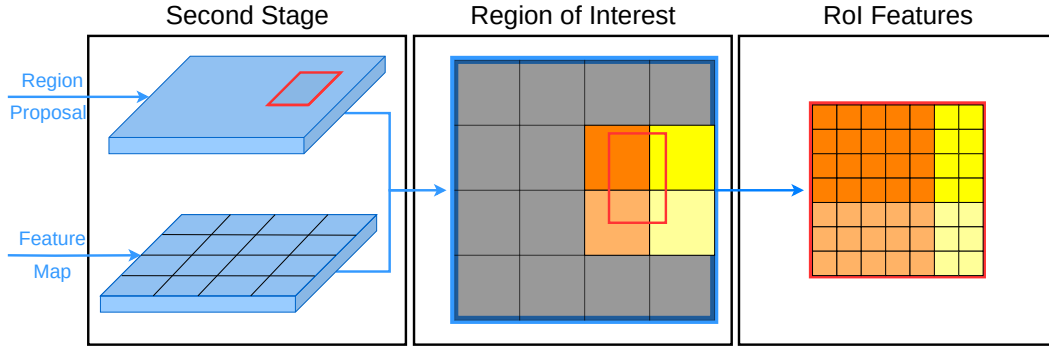 Second Stage
Region of Interest
RoI Features
Region
Proposal
Feature
Map